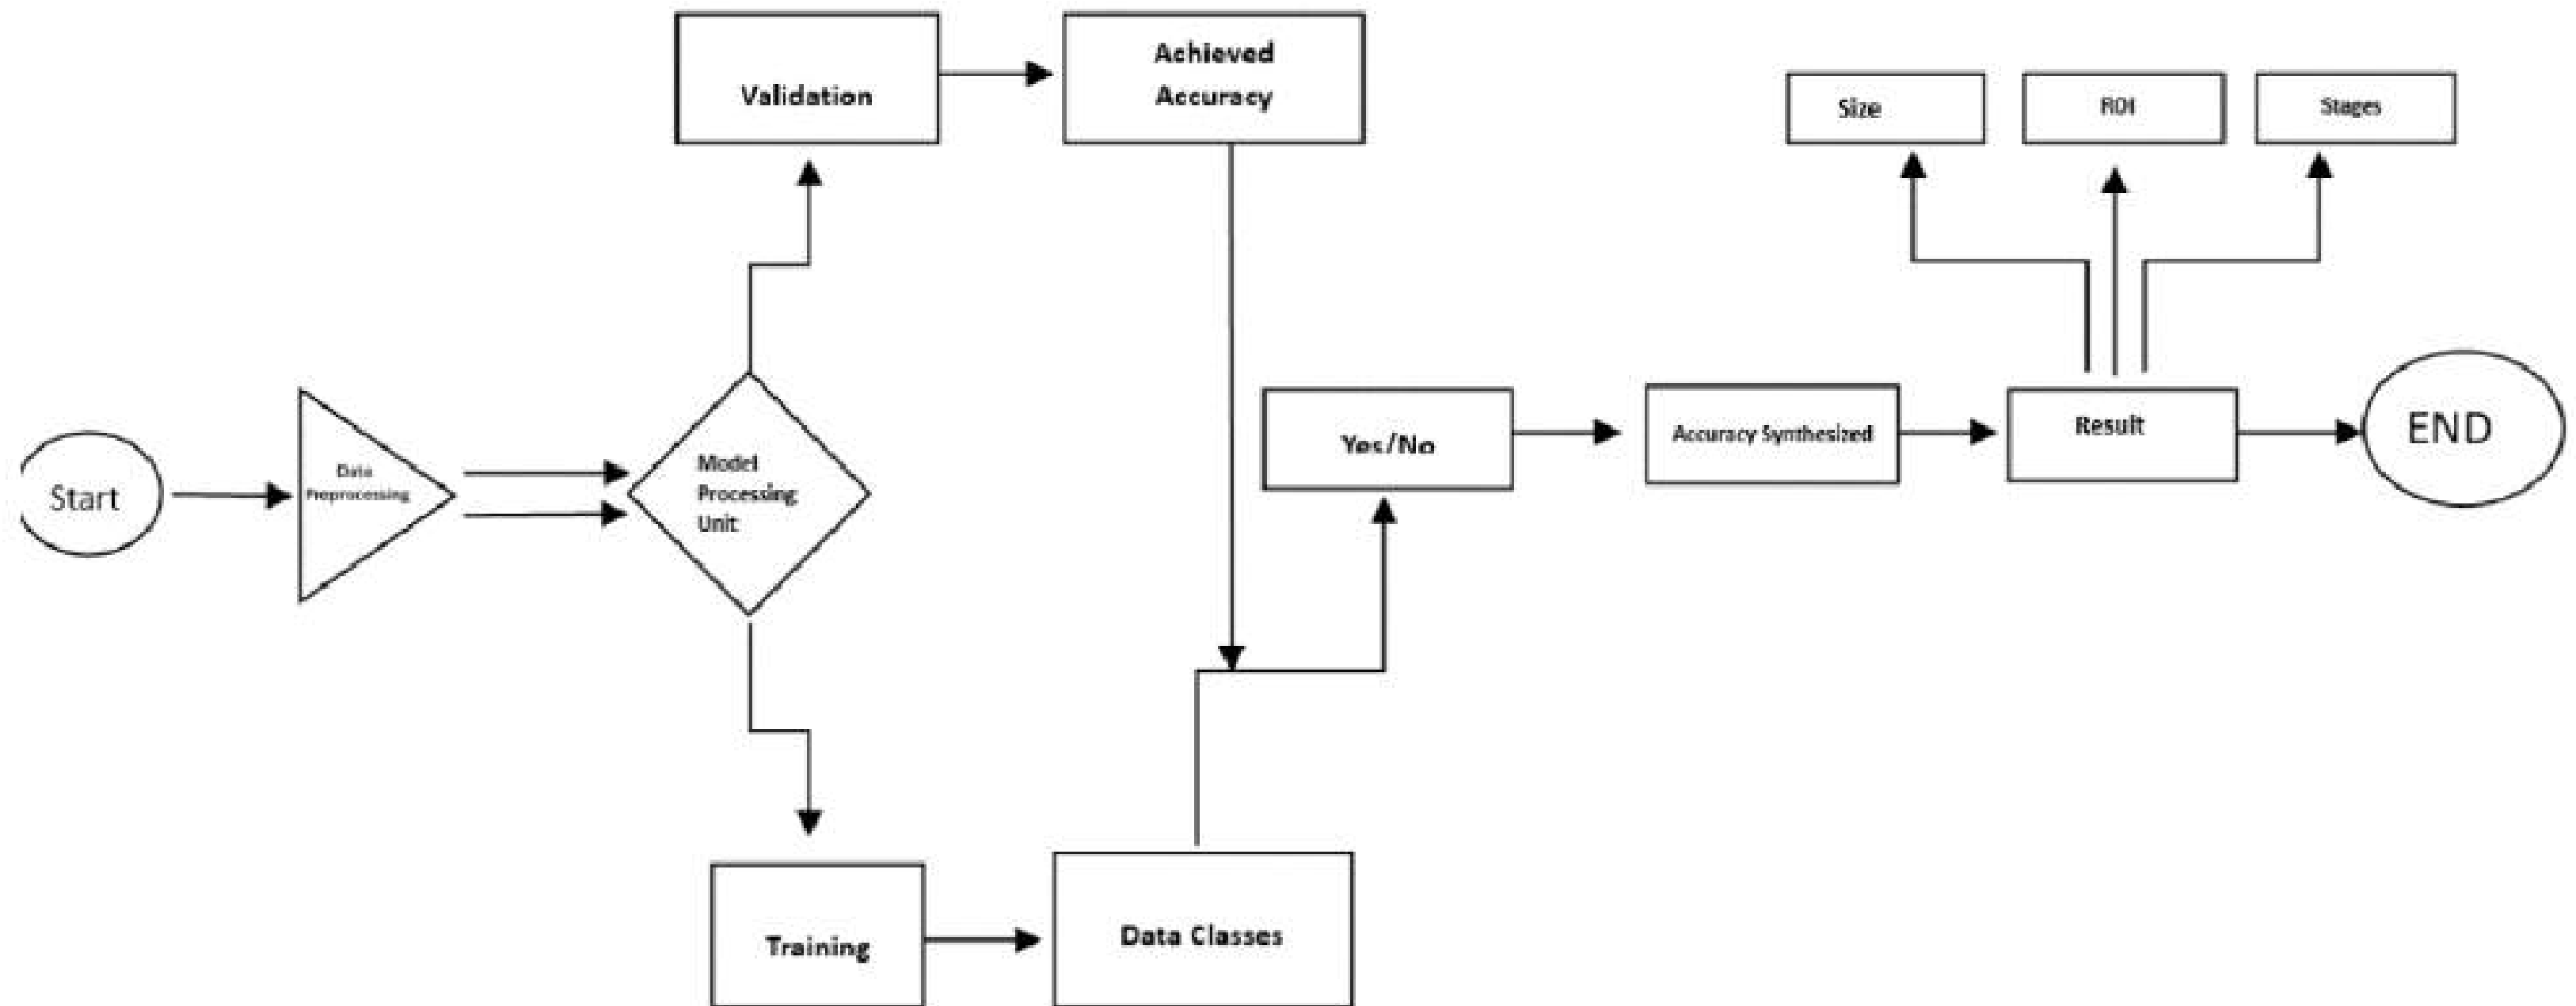 Validation
Achieved
Accuracy
Size
ROI
Stages
Start
Data
Preprocessing
Model
Processing
Unit
Yes/No
Accuracy Synthesized
Result
END
Training
Data Classes